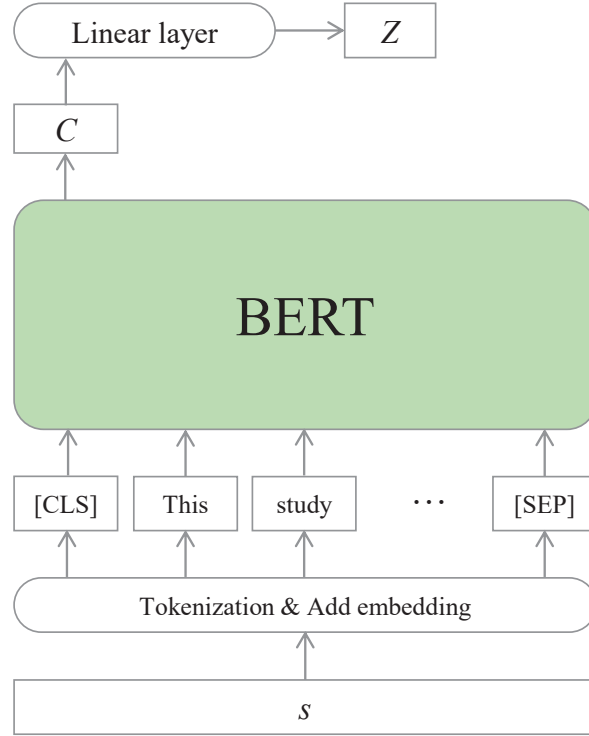 Linear layer Z
C
BERT
[CLS] This study ... [SEP]
Tokenization & Add embedding
s